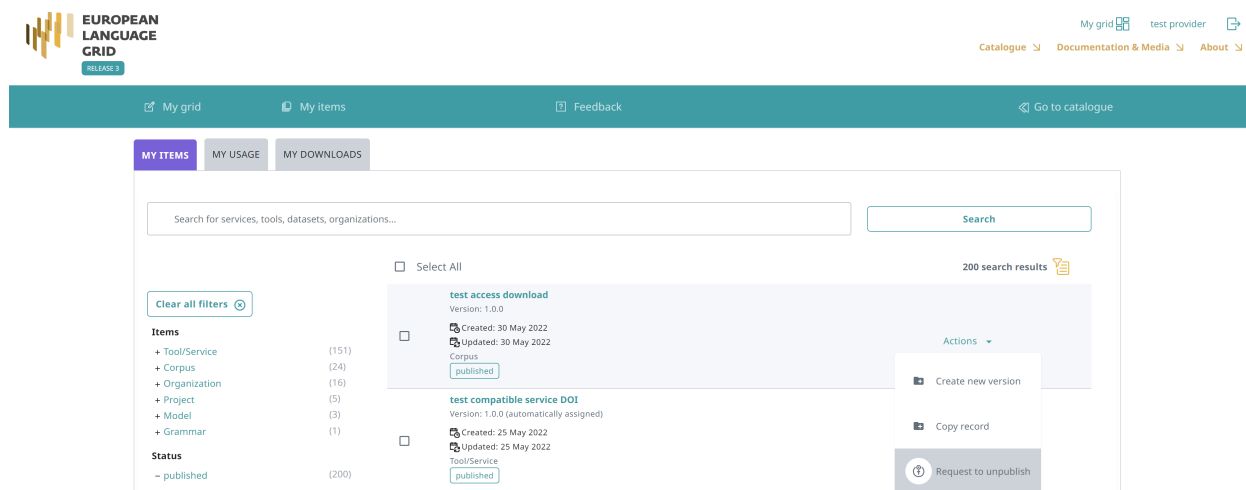 EUROPEAN
LANGUAGE
GRID
RELEASE 3
My grid test provider
Catalogue Documentation & Media About
My grid My items Feedback Go to catalogue
MY ITEMS MY USAGE MY DOWNLOADS
Search for services, tools, datasets, organizations... Search
Select All 200 search results
Clear all filters
Items
+ Tool/Service (151)
+ Corpus (24)
+ Organization (16)
+ Project (5)
+ Model (3)
+ Grammar (1)
Status
– published (200)
test access download
Version: 1.0.0
Created: 30 May 2022
Updated: 30 May 2022
Corpus
published
test compatible service DOI
Version: 1.0.0 (automatically assigned)
Created: 25 May 2022
Updated: 25 May 2022
Tool/Service
published
Actions
Create new version
Copy record
Request to unpublish